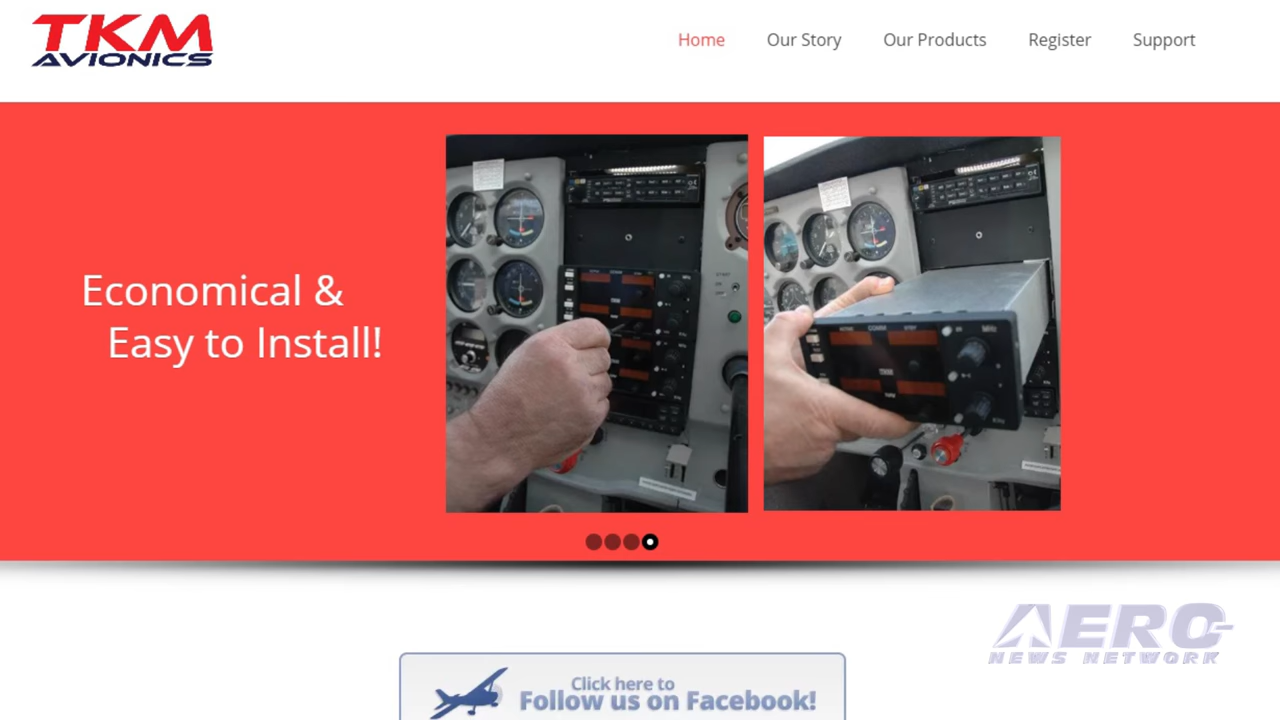 TKM
AVIONICS
Home
Our Story
Our Products
Register
Support
Economical &
Easy to Install!
AERO
NEWS NETWORK
Click here to
Follow us on Facebook!